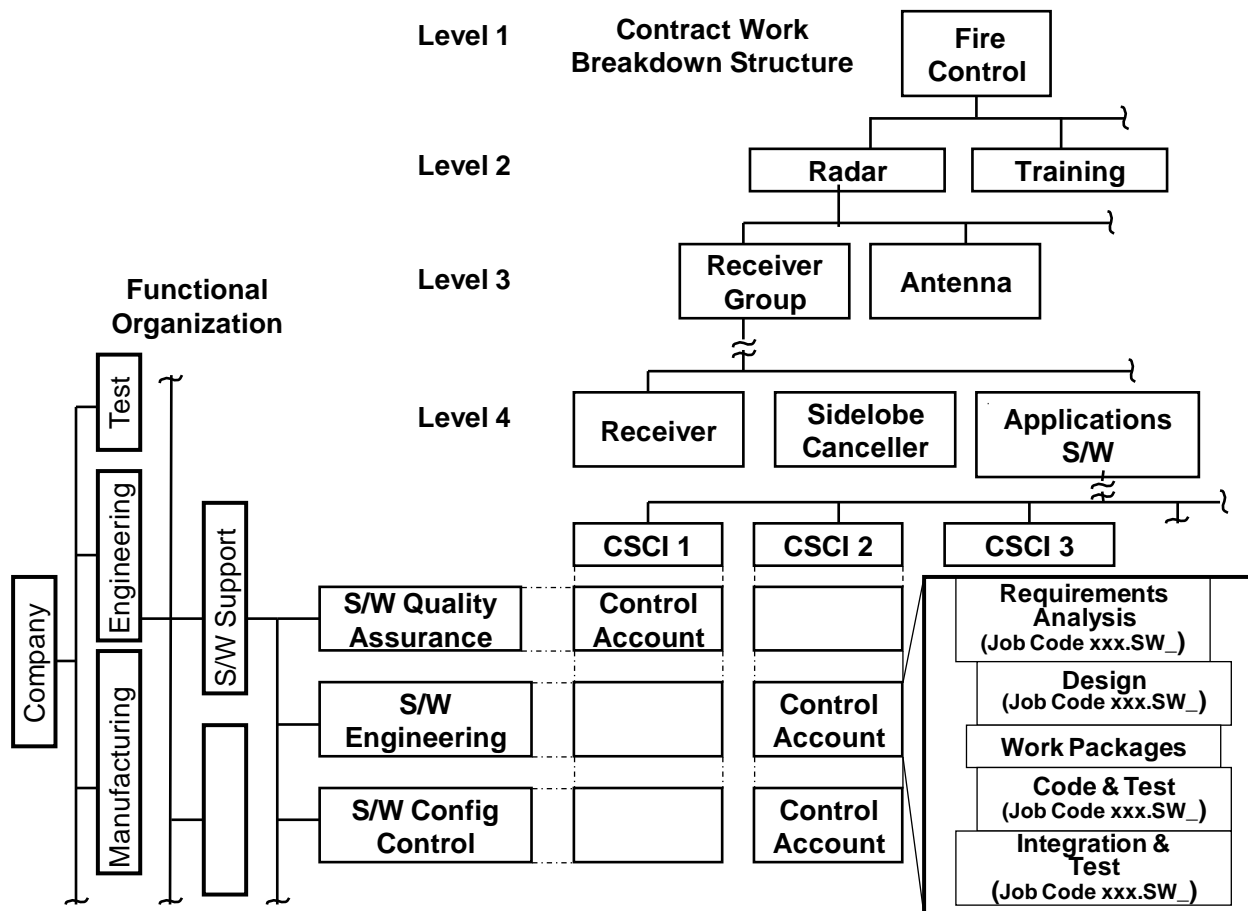 Level 1
Contract Work
Breakdown Structure
Fire
Control
Level 2
Radar
Training
Level 3
Receiver
Group
Antenna
Functional
Organization
Level 4
Receiver
Sidelobe
Canceller
Applications
S/W
CSCI 1
CSCI 2
CSCI 3
Company
Test
Engineering
Manufacturing
S/W Support
S/W Quality
Assurance
Control
Account
S/W
Engineering
Control
Account
S/W Config
Control
Control
Account
Requirements
Analysis
(Job Code xxx.SW_)
Design
(Job Code xxx.SW_)
Work Packages
Code & Test
(Job Code xxx.SW_)
Integration &
Test
(Job Code xxx.SW_)